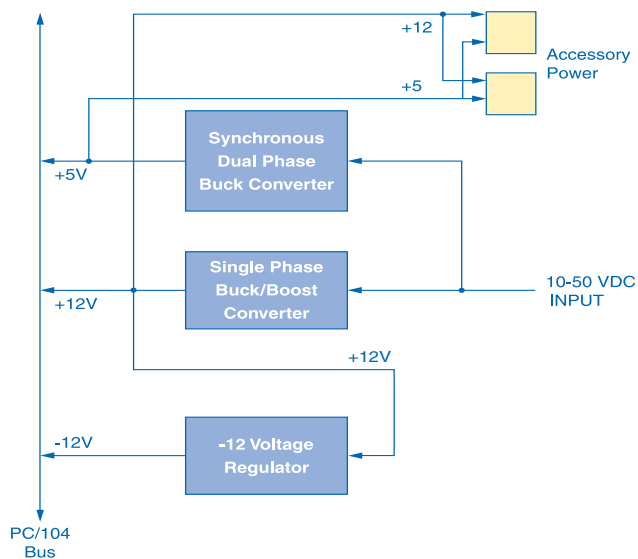 +12
Accessory
Power
+5
Synchronous
Dual Phase
Buck Converter
+5V
Single Phase
Buck/Boost
Converter
10-50 VDC
INPUT
+12V
+12V
-12V
-12 Voltage
Regulator
PC/104
Bus